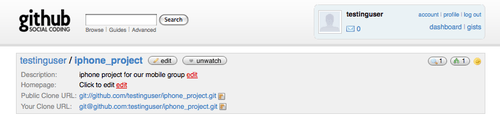 github
SOCIAL CODING
Search
Browse | Guides | Advanced
testinguser
account | profile | log out
0
dashboard | gists
testinguser / iphone_project edit unwatch 1 1
Description: iphone project for our mobile group edit
Homepage: Click to edit edit
Public Clone URL: git://github.com/testinguser/iphone_project.git
Your Clone URL: git@github.com:testinguser/iphone_project.git